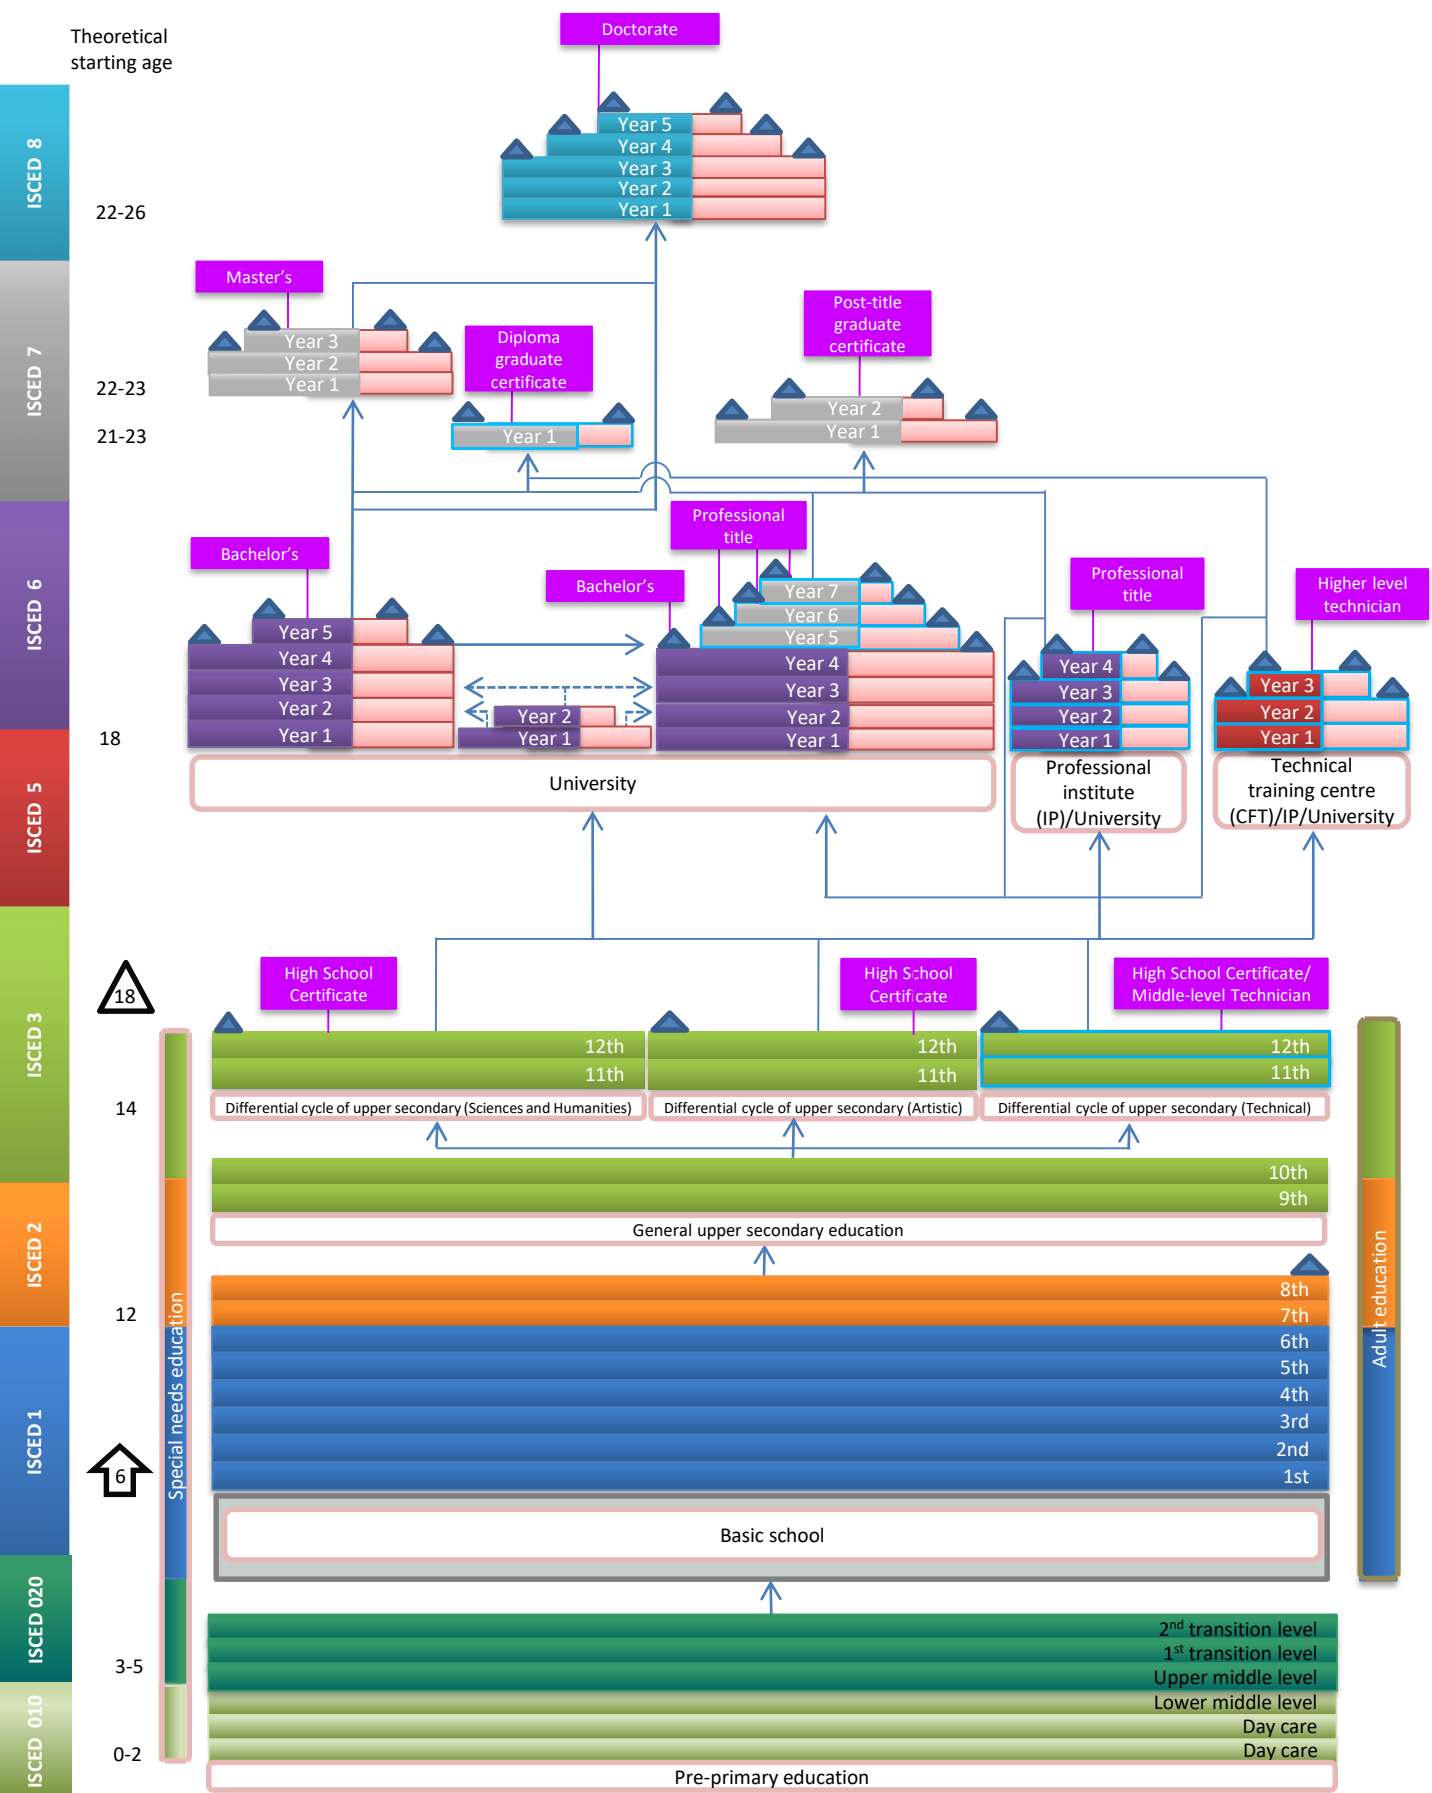 Theoretical
starting age
Doctorate
ISCED 8
Year 5
Year 4
Year 3
Year 2
Year 1
22-26
Master's
Post-title
graduate
certificate
Diploma
graduate
certificate
ISCED 7
Year 3
Year 2
Year 1
22-23
Year 2
Year 1
21-23
Year 1
ISCED 6
Bachelor's
Professional
title
Bachelor's
Professional
title
Higher level
technician
Year 5
Year 4
Year 3
Year 2
Year 1
Year 2
Year 1
Year 7
Year 6
Year 5
Year 4
Year 3
Year 2
Year 1
Year 4
Year 3
Year 2
Year 1
Year 3
Year 2
Year 1
18
University
Professional
institute
(IP)/University
Technical
training centre
(CFT)/IP/University
ISCED 5
ISCED 3
18
High School
Certificate
High School
Certificate
High School Certificate/
Middle-level Technician
12th
11th
12th
11th
12th
11th
14
Differential cycle of upper secondary (Sciences and Humanities)
Differential cycle of upper secondary (Artistic)
Differential cycle of upper secondary (Technical)
10th
9th
General upper secondary education
ISCED 2
12
8th
7th
6th
5th
4th
3rd
2nd
1st
Special needs education
Adult education
ISCED 1
6
Basic school
ISCED 020
3-5
2nd transition level
1st transition level
Upper middle level
Lower middle level
Day care
Day care
ISCED 010
0-2
Pre-primary education